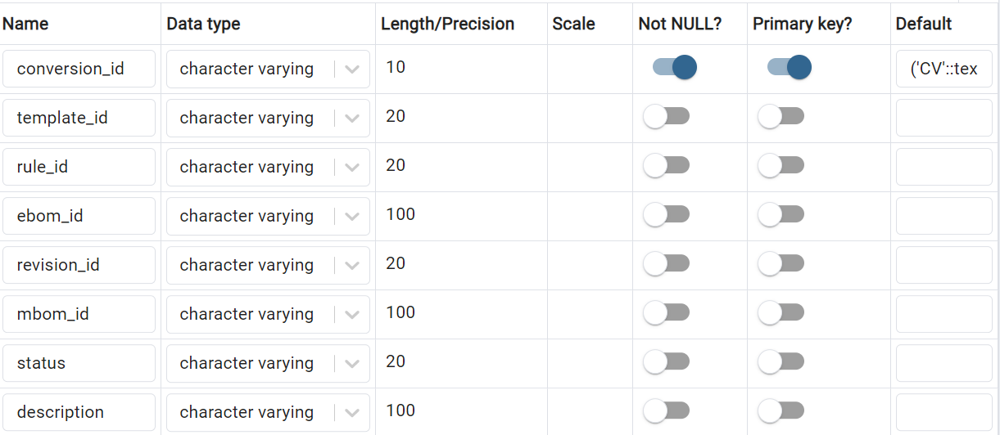 Name Data type Length/Precision Scale Not NULL? Primary key? Default
conversion_id character varying 10 ('CV'::tex
template_id character varying 20
rule_id character varying 20
ebom_id character varying 100
revision_id character varying 20
mbom_id character varying 100
status character varying 20
description character varying 100